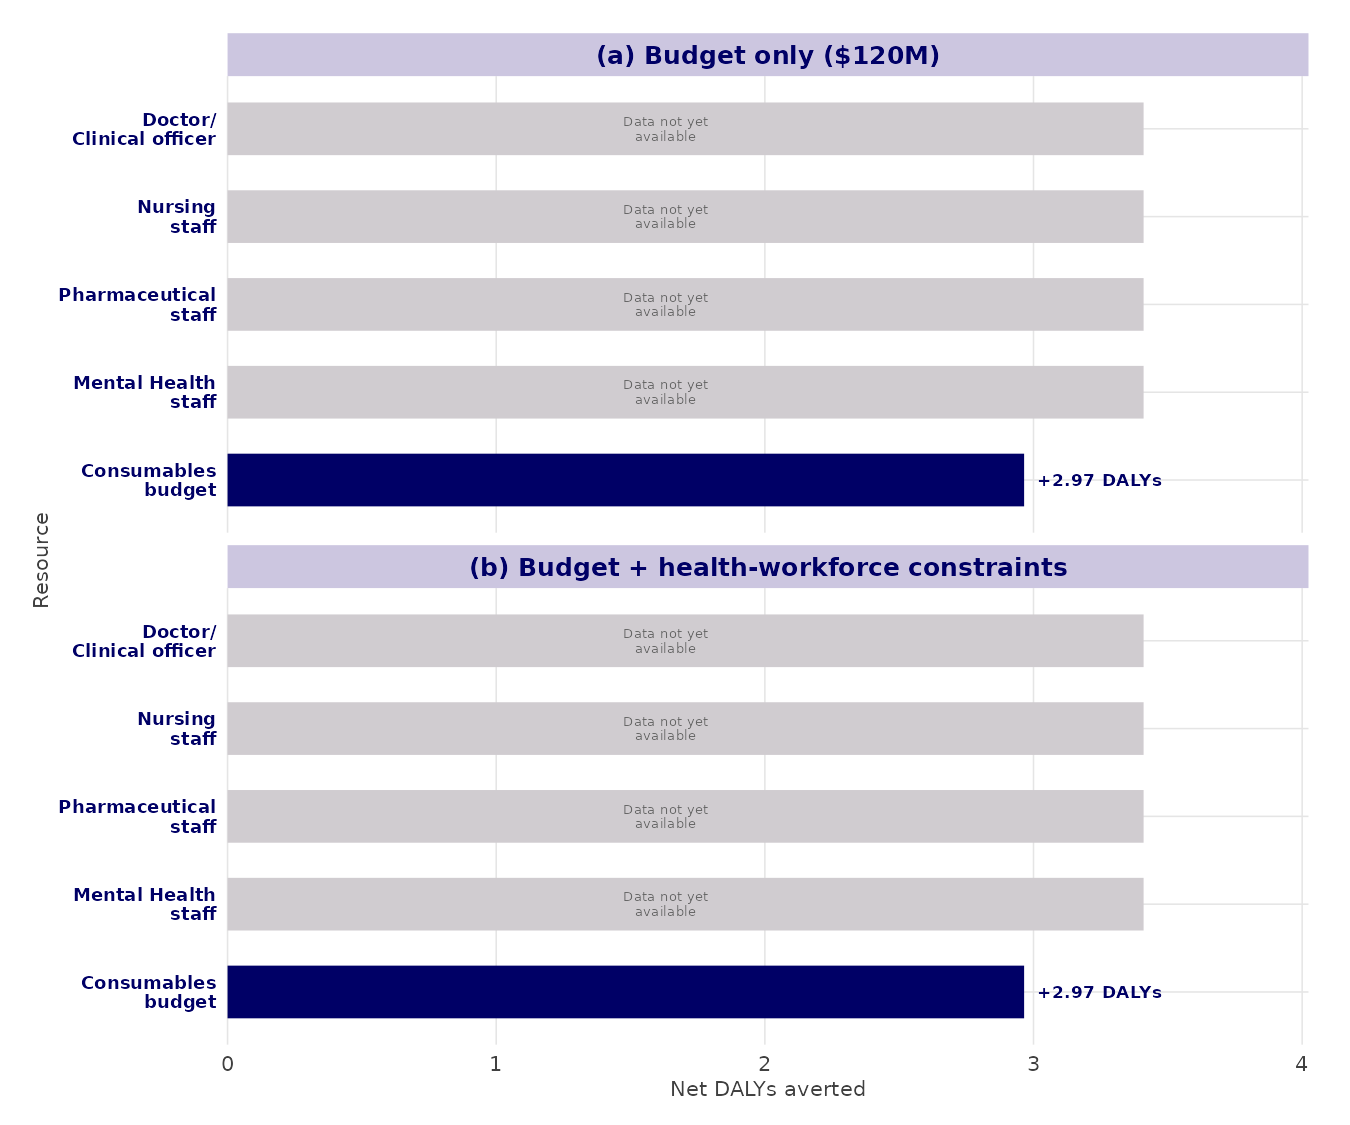 (a) Budget only ($120M)
Doctor/
Clinical officer
Data not yet
available
Nursing
staff
Data not yet
available
Pharmaceutical
staff
Data not yet
available
Mental Health
staff
Data not yet
available
Consumables
budget
+2.97 DALYs
Resource
(b) Budget + health-workforce constraints
Doctor/
Clinical officer
Data not yet
available
Nursing
staff
Data not yet
available
Pharmaceutical
staff
Data not yet
available
Mental Health
staff
Data not yet
available
Consumables
budget
+2.97 DALYs
0 1 2 3 4
Net DALYs averted